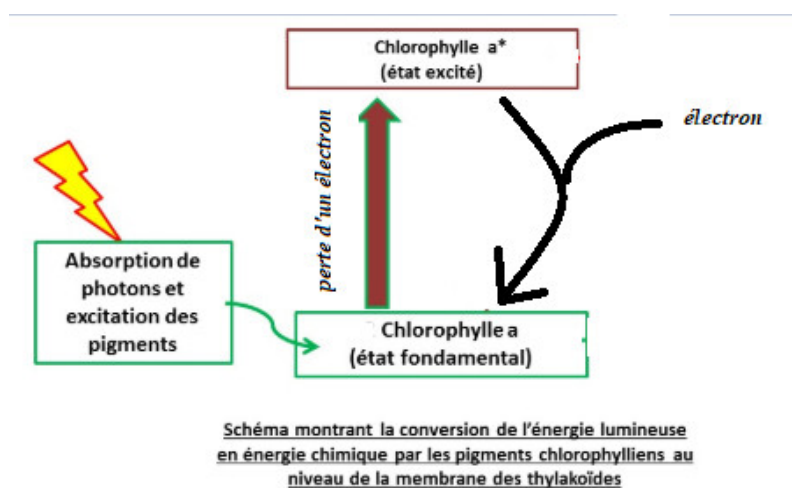 Chlorophylle a*
(état excité)
électron
perte d'un électron
Absorption de
photons et
excitation des
pigments
Chlorophylle a
(état fondamental)
Schéma montrant la conversion de l'énergie lumineuse
en énergie chimique par les pigments chlorophylliens au
niveau de la membrane des thylakoïdes